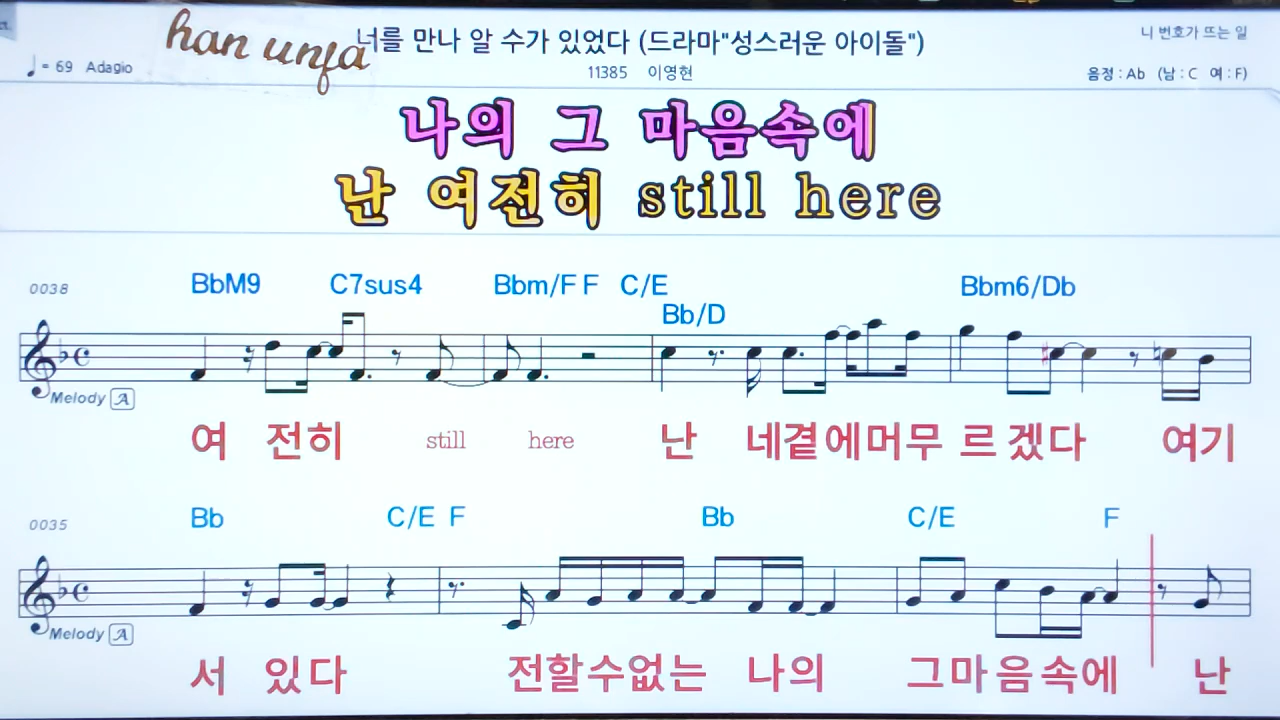 han unfa
너를 만나 알 수가 있었다 (드라마"성스러운 아이돌")
니 번호가 뜨는 일
♩= 69 Adagio
11385 이영현
음정 : Ab (남 : C 여 : F)
나의 그 마음속에
난 여전히 still here
0038 BbM9 C7sus4 Bbm/F F C/E Bb/D Bbm6/Db
Melody A
여 전히 still here 난 네곁에머무 르 겠다 여기
0035 Bb C/E F Bb C/E F
Melody A
서 있다 전할수없는 나의 그마음속에 난